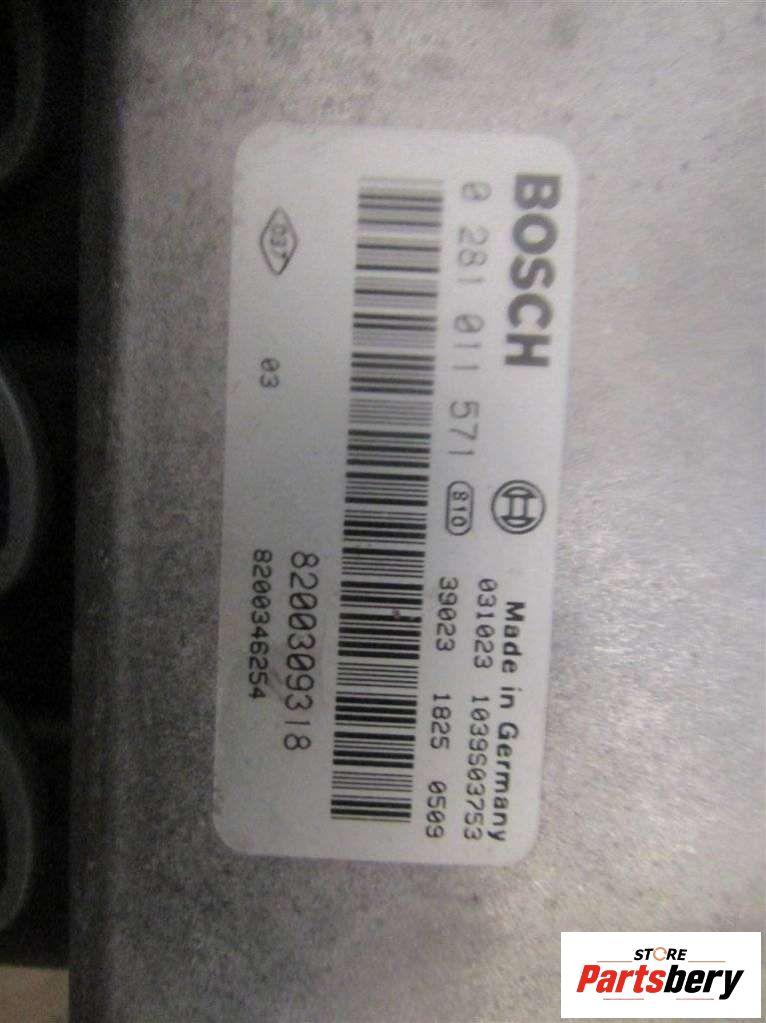 BOSCH
Made in Germany
0 281 011 571 810
031023 1039S03753
39023 1825 0509
8200309318
D37 03 8200346254
STORE
Partsbery